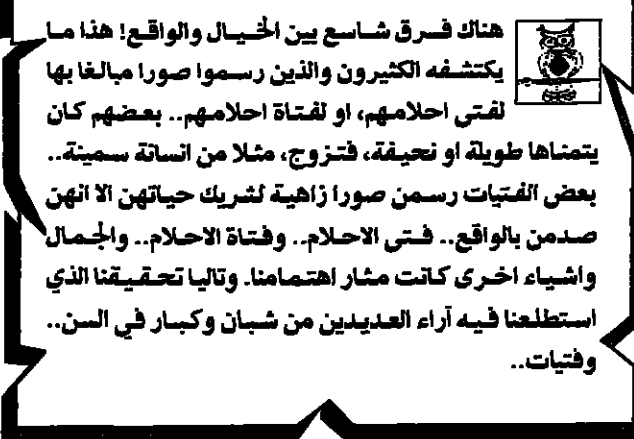 هناك فرق شاسع بين الخيال والواقع! هذا ما
يكتشفه الكثيرون والذين رسموا صورا مبالغا بها
لفتى احلامهم، او لفتاة احلامهم.. بعضهم كان
يتمناها طويلة او نحيفة، فتزوج، مثلا من انسانة سمينة..
بعض الفتيات رسمن صورا زاهية لشريك حياتهن الا انهن
صدمن بالواقع.. فتى الاحلام.. وفتاة الاحلام.. والجمال
واشياء اخرى كانت مثار اهتمامنا. وتاليا تحقيقنا الذي
استطلعنا فيه آراء العديدين من شبان وكبار في السن..
وفتيات..